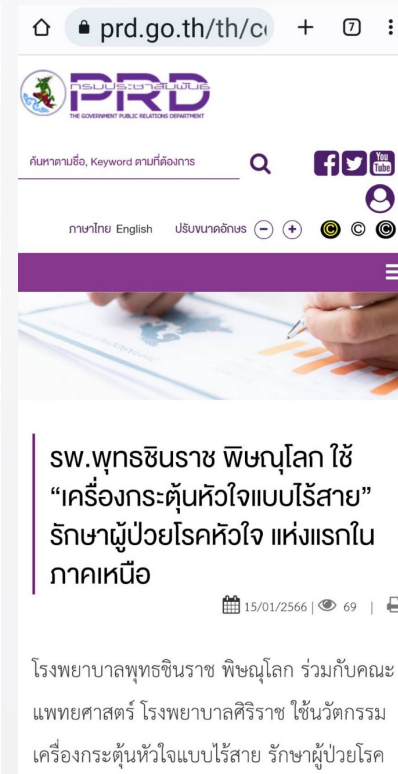 prd.go.th/th/c
7
กรมประชาสัมพันธ์
PRD
THE GOVERNMENT PUBLIC RELATIONS DEPARTMENT
ค้นหาตามชื่อ, Keyword ตามที่ต้องการ
You Tube
ภาษาไทย English ปรับขนาดอักษร - + C C C
รพ.พุทธชินราช พิษณุโลก ใช้
“เครื่องกระตุ้นหัวใจแบบไร้สาย”
รักษาผู้ป่วยโรคหัวใจ แห่งแรกใน
ภาคเหนือ
15/01/2566 | 69 |
โรงพยาบาลพุทธชินราช พิษณุโลก ร่วมกับคณะ
แพทยศาสตร์ โรงพยาบาลศิริราช ใช้นวัตกรรม
เครื่องกระตุ้นหัวใจแบบไร้สาย รักษาผู้ป่วยโรค